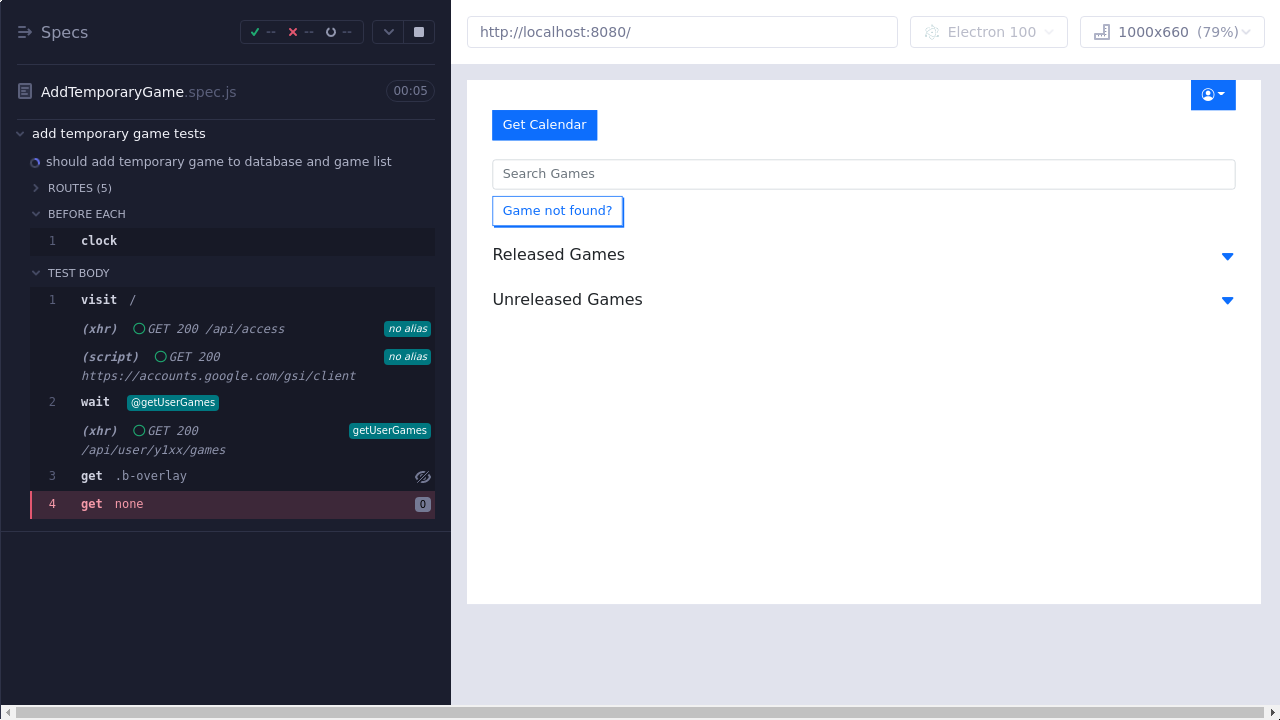 Specs
-- -- --
http://localhost:8080/
Electron 100
1000x660 (79%)
AddTemporaryGame.spec.js
00:05
add temporary game tests
should add temporary game to database and game list
ROUTES (5)
BEFORE EACH
1 clock
TEST BODY
1 visit /
(xhr) GET 200 /api/access no alias
(script) GET 200 no alias
https://accounts.google.com/gsi/client
2 wait @getUserGames
(xhr) GET 200 getUserGames
/api/user/y1xx/games
3 get .b-overlay
4 get none 0
Get Calendar
Search Games
Game not found?
Released Games
Unreleased Games